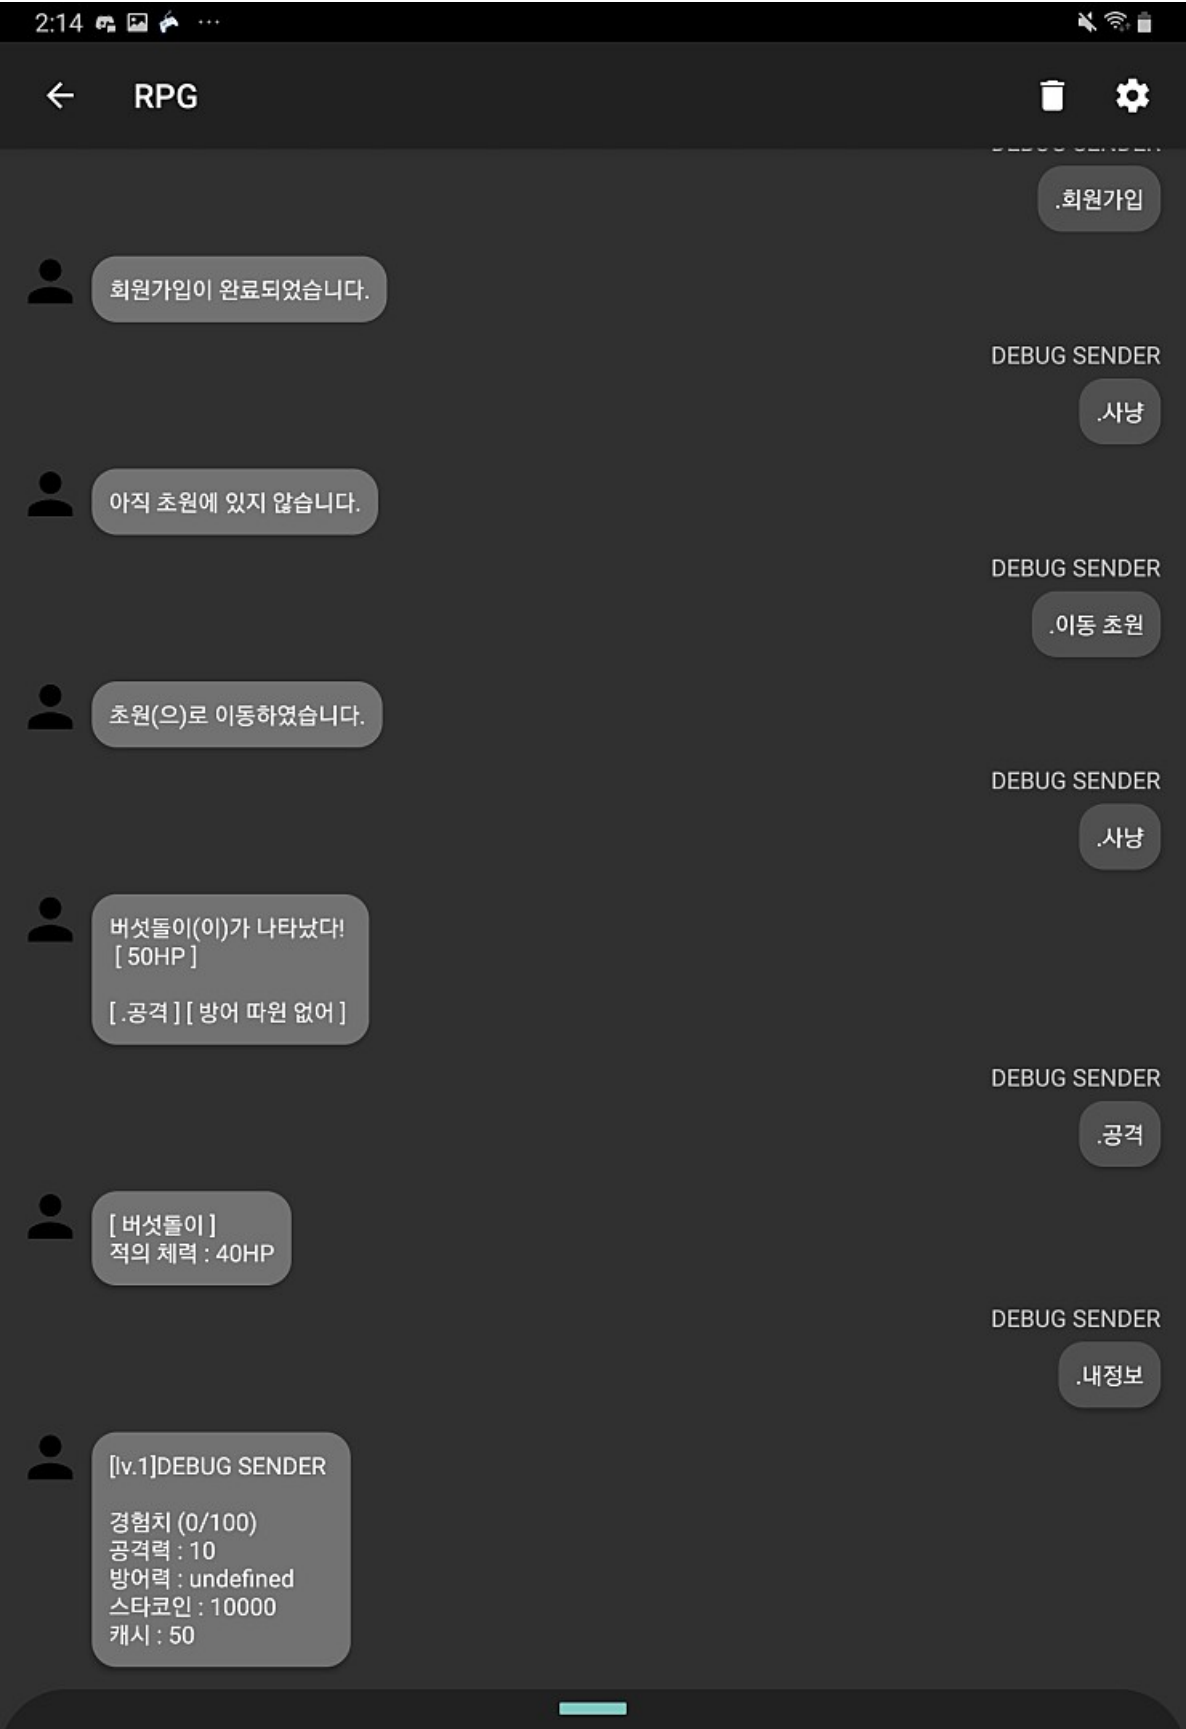 2:14
RPG
DEBUG SENDER
.회원가입
회원가입이 완료되었습니다.
DEBUG SENDER
.사냥
아직 초원에 있지 않습니다.
DEBUG SENDER
.이동 초원
초원(으)로 이동하였습니다.
DEBUG SENDER
.사냥
버섯돌이(이)가 나타났다!
[ 50HP ]
[ .공격 ] [ 방어 따윈 없어 ]
DEBUG SENDER
.공격
[ 버섯돌이 ]
적의 체력 : 40HP
DEBUG SENDER
.내정보
[lv.1]DEBUG SENDER
경험치 (0/100)
공격력 : 10
방어력 : undefined
스타코인 : 10000
캐시 : 50